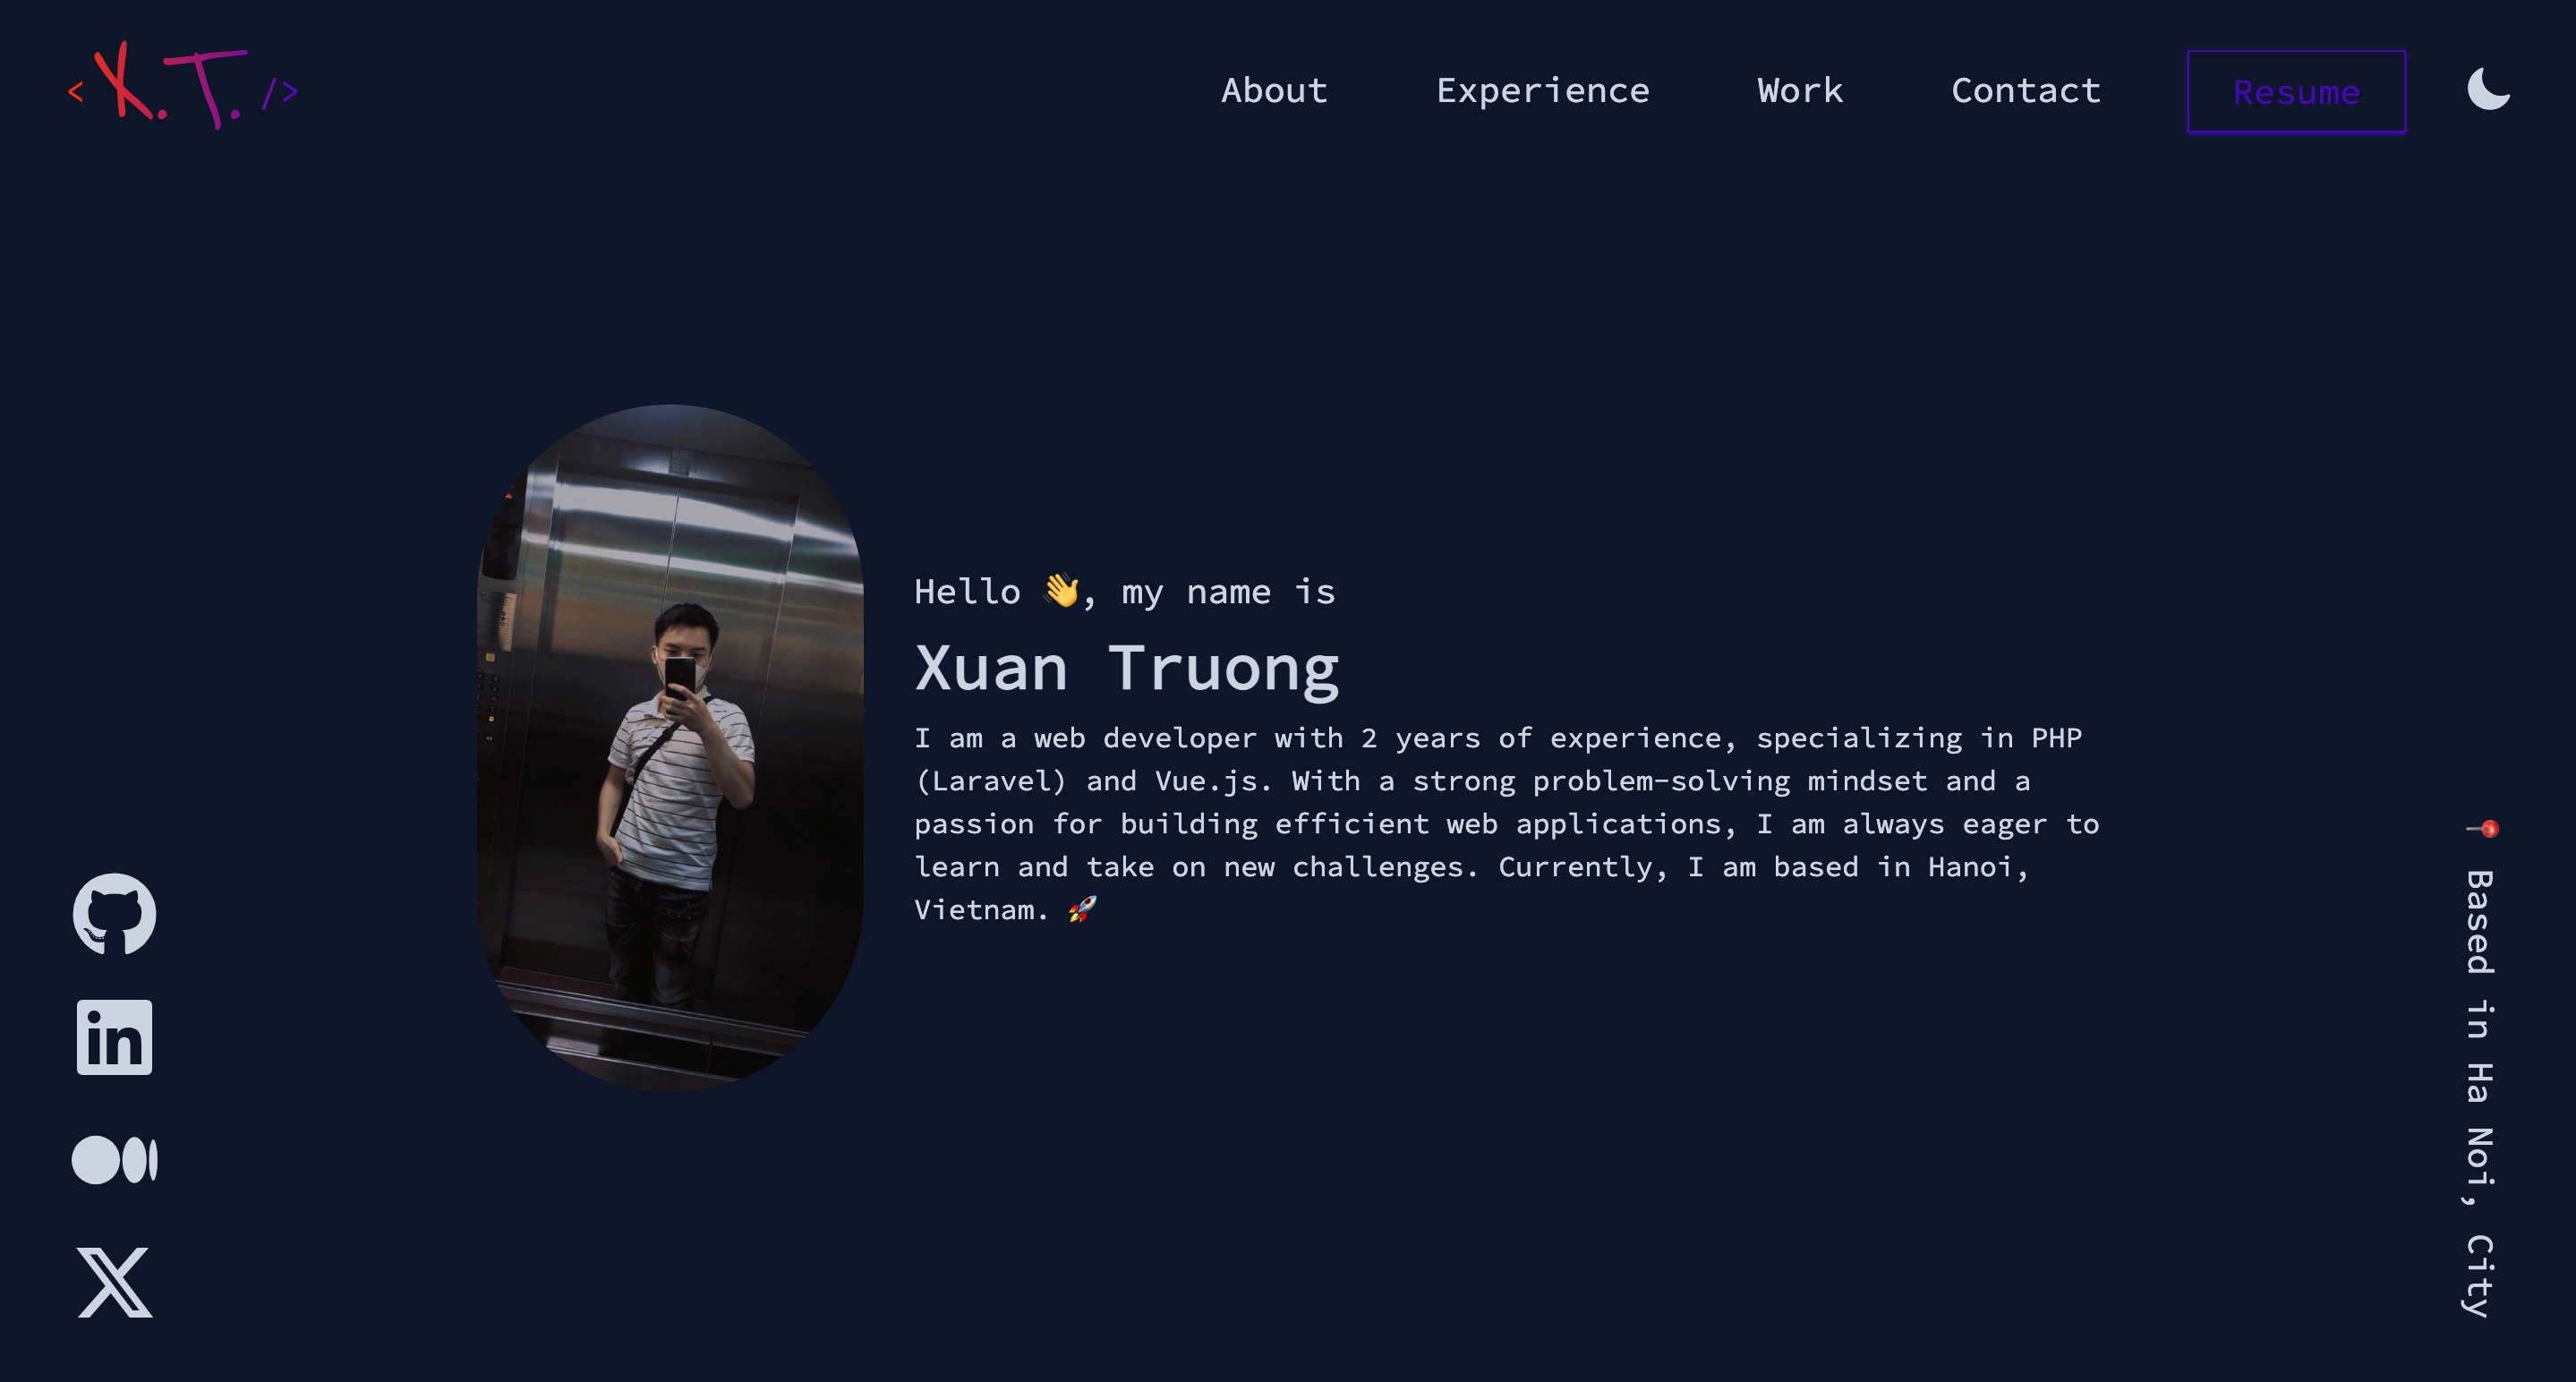 <X.T./>
About
Experience
Work
Contact
Resume
Hello 👋, my name is
Xuan Truong
I am a web developer with 2 years of experience, specializing in PHP
(Laravel) and Vue.js. With a strong problem-solving mindset and a
passion for building efficient web applications, I am always eager to
learn and take on new challenges. Currently, I am based in Hanoi,
Vietnam. 🚀
in
📍 Based in Ha Noi, City